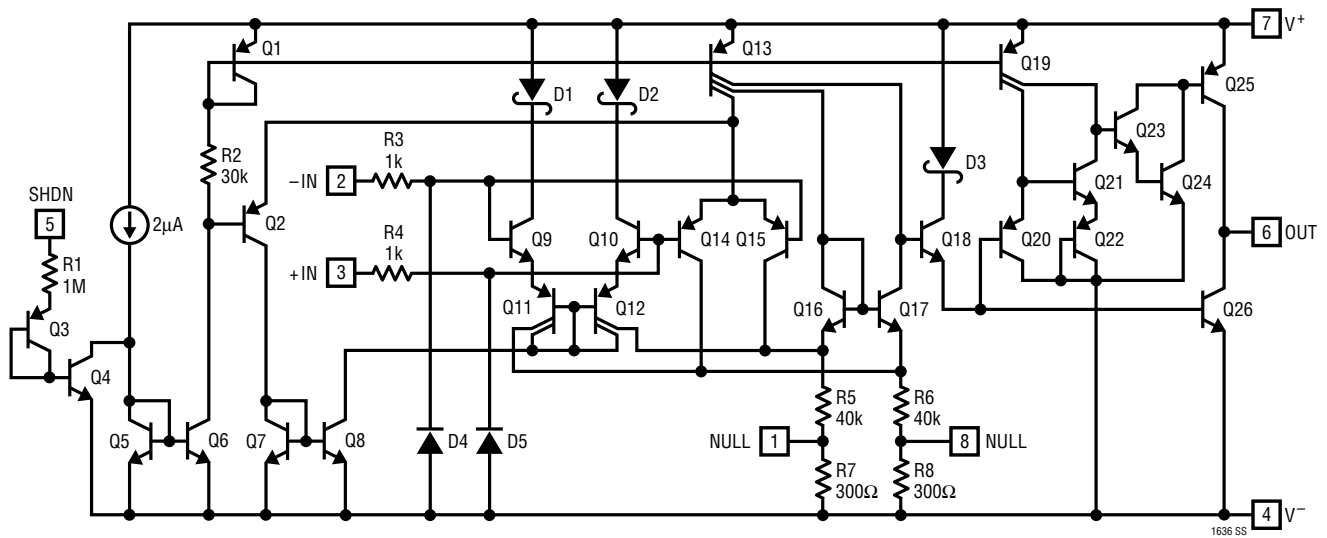 7 V+
Q1
Q13
Q19
Q25
D1
D2
Q23
R3
1k
R2
30k
D3
–IN 2
SHDN
Q21
Q24
5
Q2
2µA
Q9
Q10
Q14
Q15
Q18
Q20
Q22
6 OUT
R4
1k
R1
1M
+IN 3
Q11
Q12
Q16
Q17
Q26
Q3
Q4
R5
40k
R6
40k
Q5
Q6
Q7
Q8
D4
D5
NULL 1
8 NULL
R7
300Ω
R8
300Ω
4 V–
1636 SS